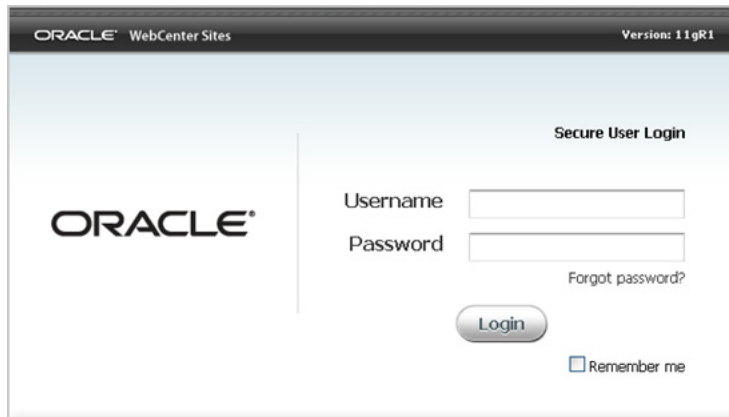 ORACLE® WebCenter Sites Version: 11gR1
Secure User Login
ORACLE®
Username
Password
Forgot password?
Login
Remember me